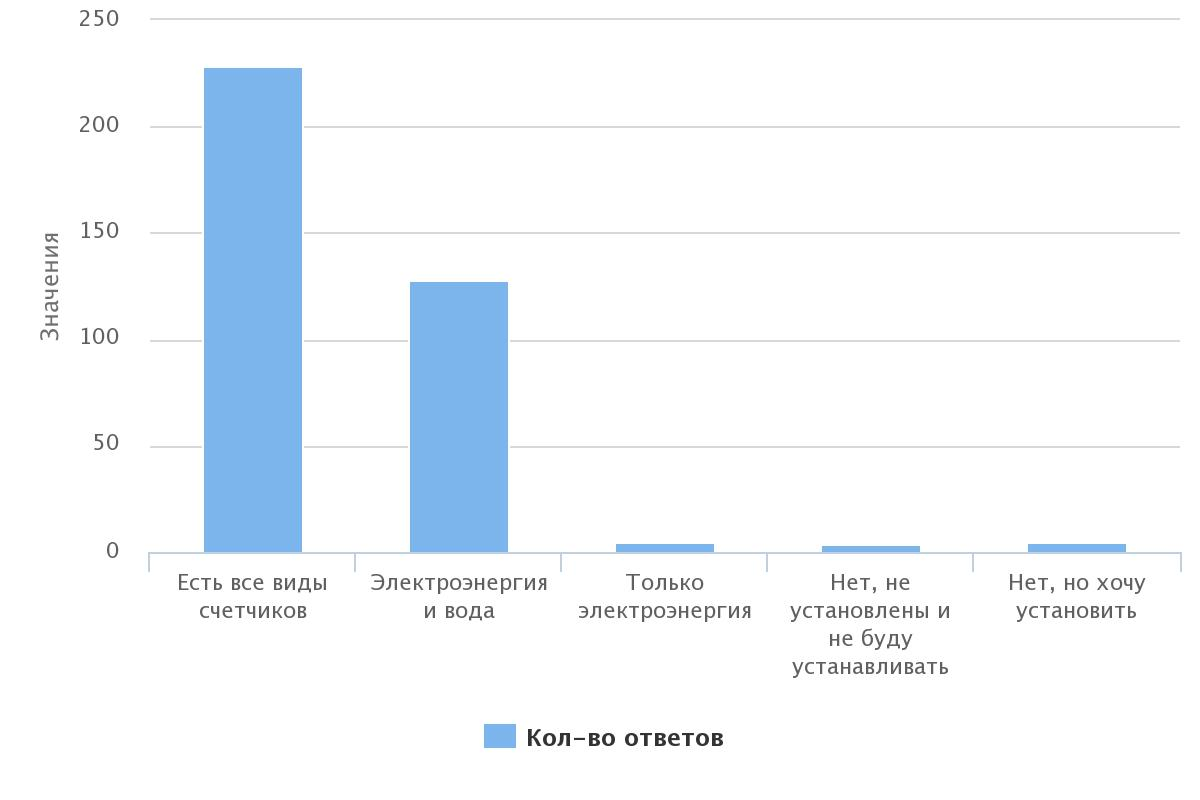 250
200
150
100
50
0
Значения
Есть все виды
счетчиков
Электроэнергия
и вода
Только
электроэнергия
Нет, не
установлены и
не буду
устанавливать
Нет, но хочу
установить
Кол-во ответов